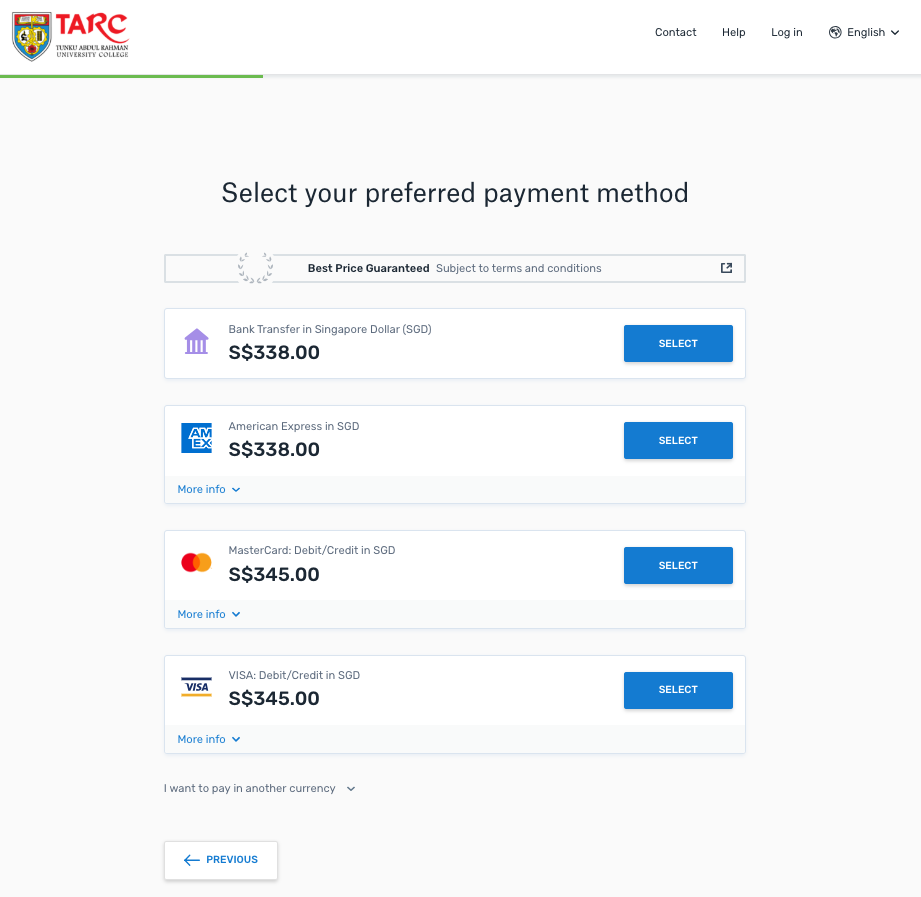 TARC
TUNKU ABDUL RAHMAN
UNIVERSITY COLLEGE
Contact Help Log in English
Select your preferred payment method
Best Price Guaranteed Subject to terms and conditions
Bank Transfer in Singapore Dollar (SGD)
S$338.00
SELECT
AM
EX
American Express in SGD
S$338.00
SELECT
More info
MasterCard: Debit/Credit in SGD
S$345.00
SELECT
More info
VISA
VISA: Debit/Credit in SGD
S$345.00
SELECT
More info
I want to pay in another currency
PREVIOUS